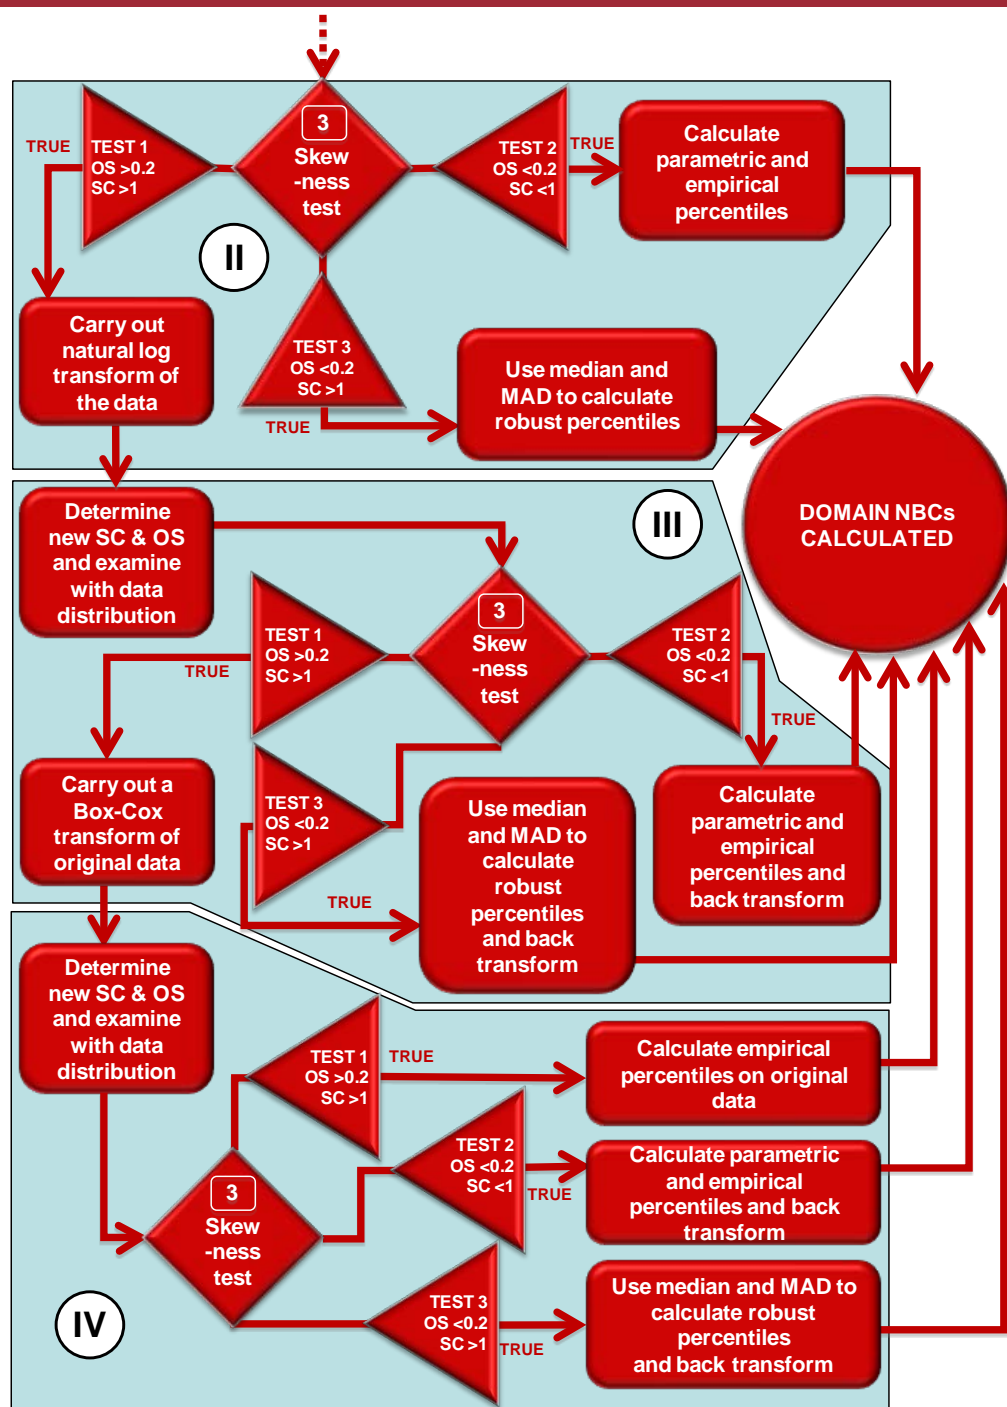 3
Skew
-ness
test
TRUE
TEST 1
OS >0.2
SC >1
TEST 2
OS <0.2
SC <1
TRUE
Calculate
parametric and
empirical
percentiles
II
Carry out
natural log
transform of
the data
TEST 3
OS <0.2
SC >1
TRUE
Use median and
MAD to calculate
robust percentiles
DOMAIN NBCs
CALCULATED
Determine
new SC & OS
and examine
with data
distribution
III
3
Skew
-ness
test
TEST 1
OS >0.2
SC >1
TRUE
TEST 2
OS <0.2
SC <1
TRUE
Carry out a
Box-Cox
transform of
original data
TEST 3
OS <0.2
SC >1
TRUE
Use median
and MAD to
calculate
robust
percentiles
and back
transform
Calculate
parametric and
empirical
percentiles and
back transform
Determine
new SC & OS
and examine
with data
distribution
TEST 1
OS >0.2
SC >1
TRUE
Calculate empirical
percentiles on original
data
3
Skew
-ness
test
TEST 2
OS <0.2
SC <1
TRUE
Calculate parametric
and empirical
percentiles and back
transform
IV
TEST 3
OS <0.2
SC >1
TRUE
Use median and MAD to
calculate robust
percentiles
and back transform